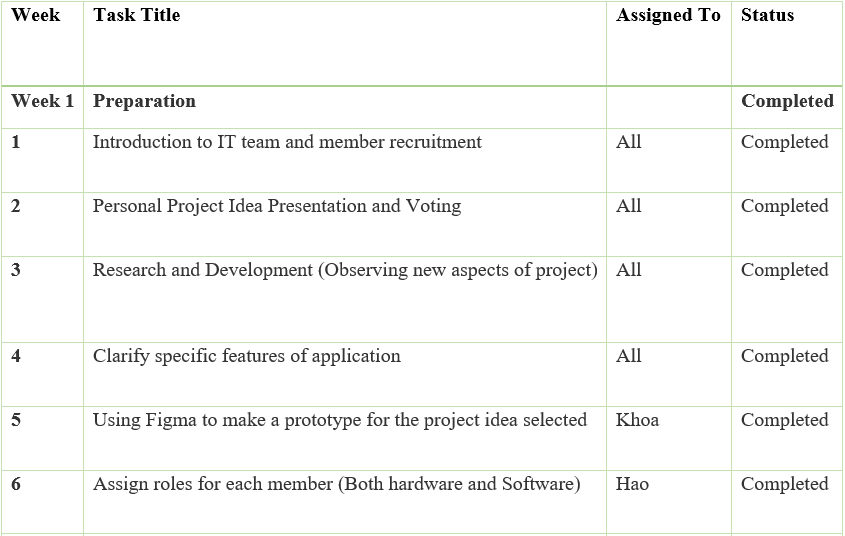 Week Task Title Assigned To Status
Week 1 Preparation Completed
1 Introduction to IT team and member recruitment All Completed
2 Personal Project Idea Presentation and Voting All Completed
3 Research and Development (Observing new aspects of project) All Completed
4 Clarify specific features of application All Completed
5 Using Figma to make a prototype for the project idea selected Khoa Completed
6 Assign roles for each member (Both hardware and Software) Hao Completed